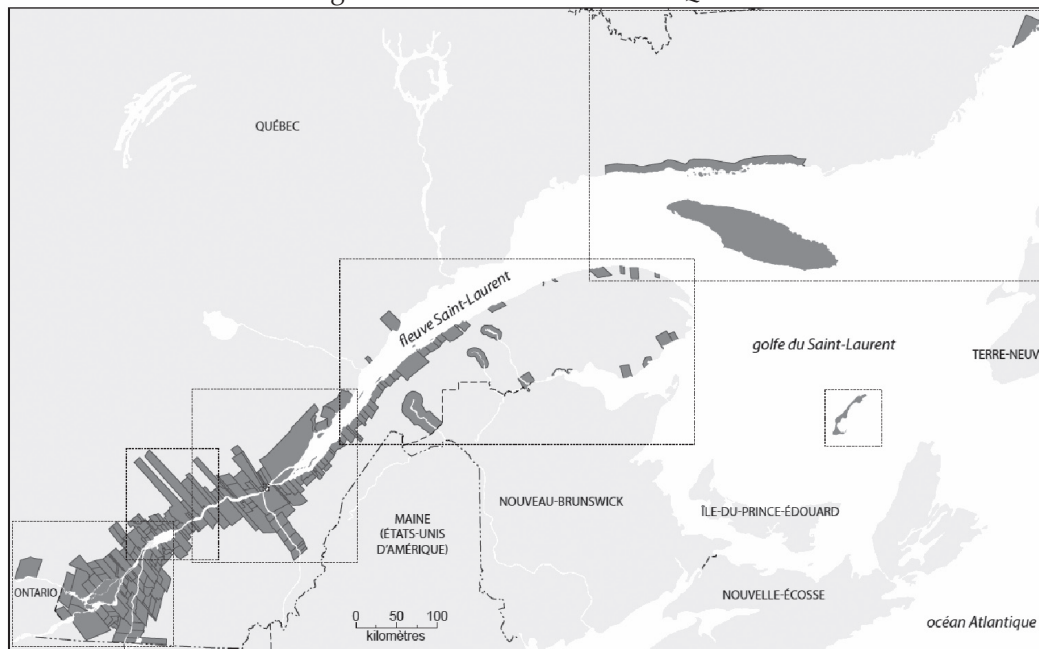 QUÉBEC
fleuve Saint-Laurent
golfe du Saint-Laurent
TERRE-NEUV
NOUVEAU-BRUNSWICK
MAINE
(ÉTATS-UNIS
D'AMÉRIQUE)
ÎLE-DU-PRINCE-ÉDOUARD
ONTARIO
NOUVELLE-ÉCOSSE
0 50 100
kilomètres
océan Atlantique